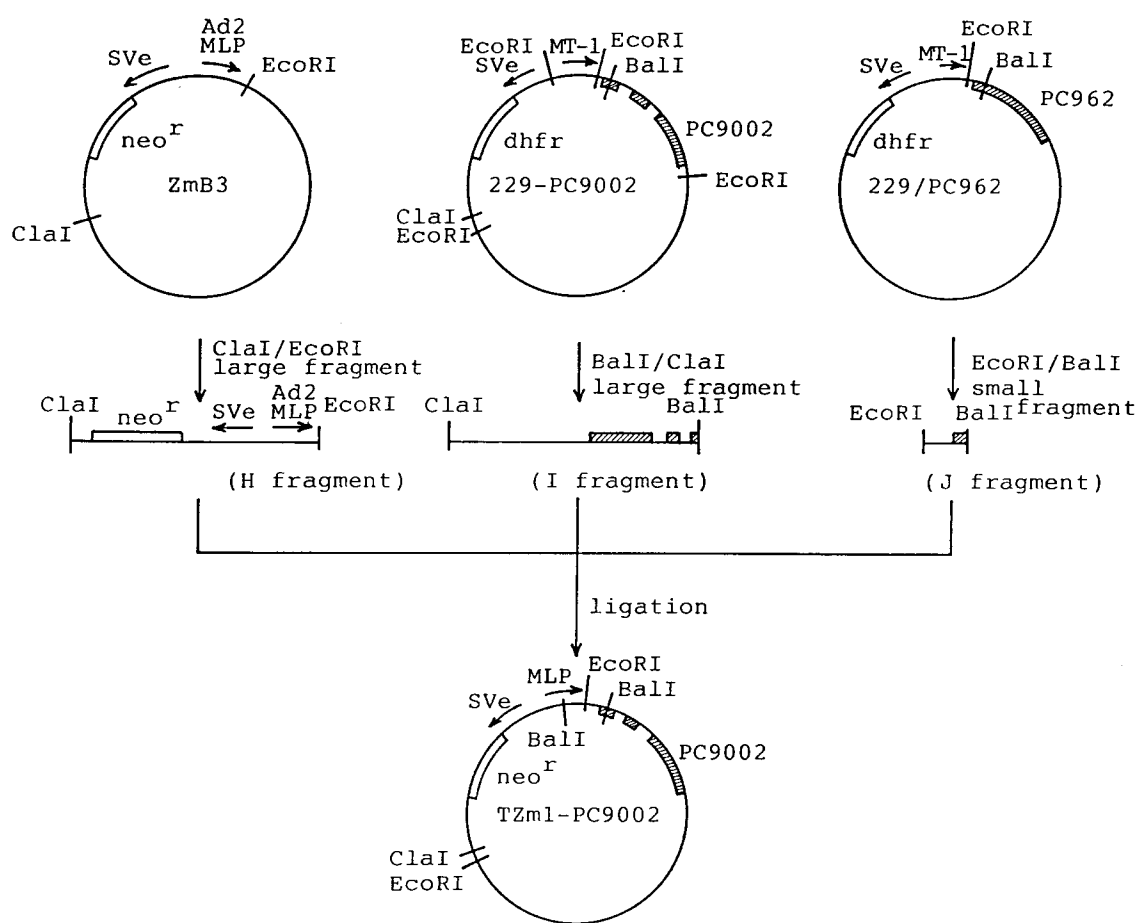 Ad2
MLP
SVe
EcoRI
neo^r
ZmB3
ClaI
EcoRI
MT-1
EcoRI
SVe
BalI
dhfr
PC9002
229-PC9002
EcoRI
ClaI
EcoRI
EcoRI
MT-1
SVe
BalI
PC962
dhfr
229/PC962
ClaI/EcoRI
large fragment
BalI/ClaI
large fragment
EcoRI/BalI
small
fragment
ClaI
neo^r
SVe
Ad2
MLP
EcoRI
ClaI
BalI
EcoRI
BalI
(H fragment)
(I fragment)
(J fragment)
ligation
MLP
EcoRI
SVe
BalI
BalI
neo^r
PC9002
TZm1-PC9002
ClaI
EcoRI